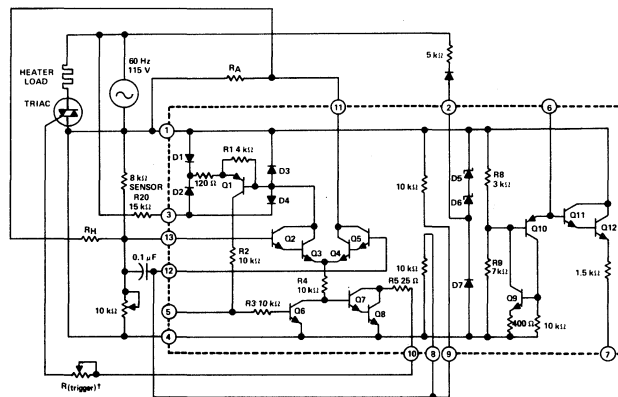 60 Hz
115 V
HEATER
LOAD
TRIAC
RA
5 kΩ
11
2
6
1
8 kΩ
SENSOR
R20
15 kΩ
3
RH
13
12
0.1 μF
10 kΩ
5
4
R(trigger)†
D1
D2
R1 4 kΩ
120 Ω
Q1
D3
D4
R2
10 kΩ
Q2
Q3
Q4
Q5
R4
10 kΩ
R3 10 kΩ
Q6
Q7
Q8
R5 25 Ω
10 kΩ
10 kΩ
D5
D6
D7
R8
3 kΩ
R9
7 kΩ
Q10
Q11
Q12
1.5 kΩ
Q9
400 Ω
10 kΩ
10
8
9
7